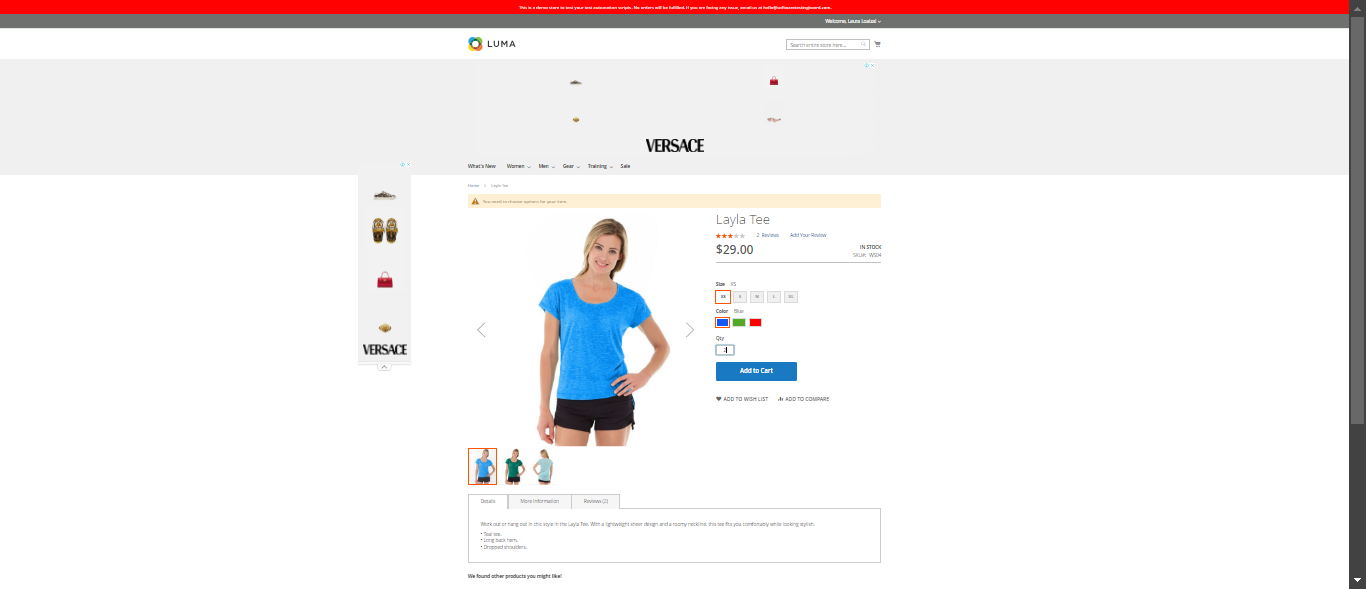 This is a demo store to test your test automation scripts. No orders will be fulfilled. If you are facing any issue, email us at hello@softwaretestingboard.com.
LUMA
Search entire store here...
VERSACE
What's New Women Men Gear Training Sale
Home Layla Tee
You need to choose options for your item.
Layla Tee
2 Reviews Add Your Review
$29.00
IN STOCK
SKU#: WS04
Size XS
XS S M L XL
Color Blue
Qty
Add to Cart
ADD TO WISH LIST ADD TO COMPARE
VERSACE
Details More Information Reviews (2)
Work out or hang out in chic style in the Layla Tee. With a lightweight sheer design and a roomy neckline, this tee fits you comfortably while looking stylish.
• Teal tee.
• Long back hem.
• Dropped shoulders.
We found other products you might like!